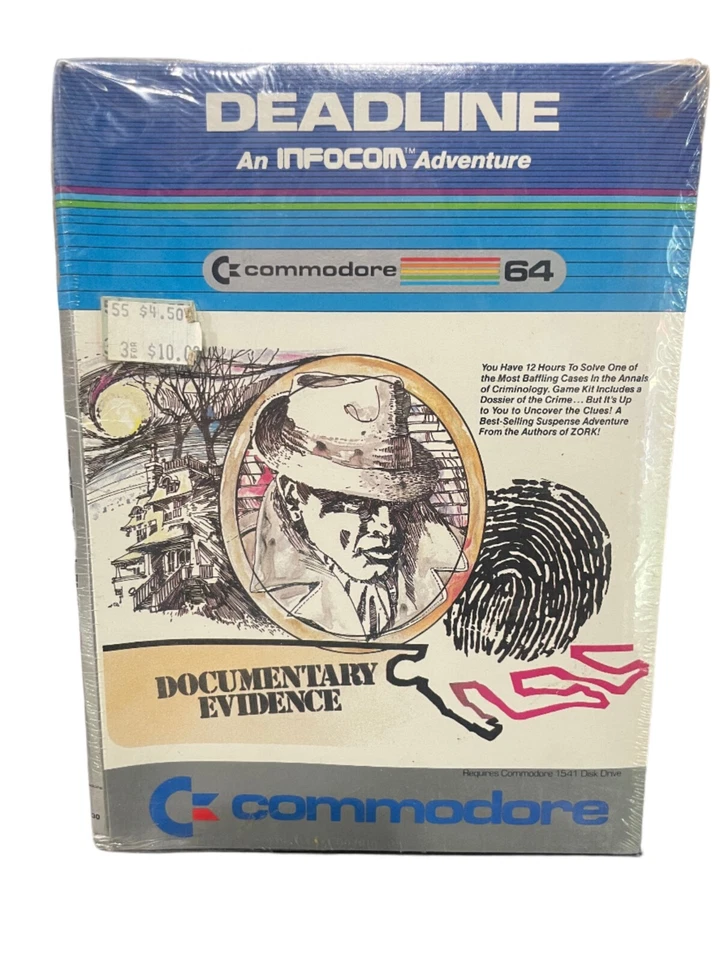 DEADLINE
An INFOCOM™ Adventure
commodore 64
55 $4.50
3 FOR $10.00
You Have 12 Hours To Solve One of
the Most Baffling Cases In the Annals
of Criminology. Game Kit Includes a
Dossier of the Crime... But It's Up
to You to Uncover the Clues! A
Best-Selling Suspense Adventure
From the Authors of ZORK!
DOCUMENTARY
EVIDENCE
Requires Commodore 1541 Disk Drive
commodore